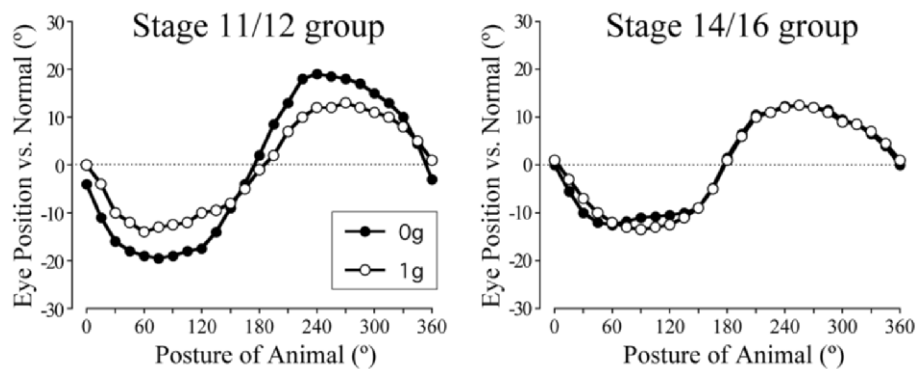 Stage 11/12 group
Eye Position vs. Normal (º)
30
20
10
0
-10
-20
-30
0g
1g
0 60 120 180 240 300 360
Posture of Animal (º)
Stage 14/16 group
Eye Position vs. Normal (º)
30
20
10
0
-10
-20
-30
0 60 120 180 240 300 360
Posture of Animal (º)